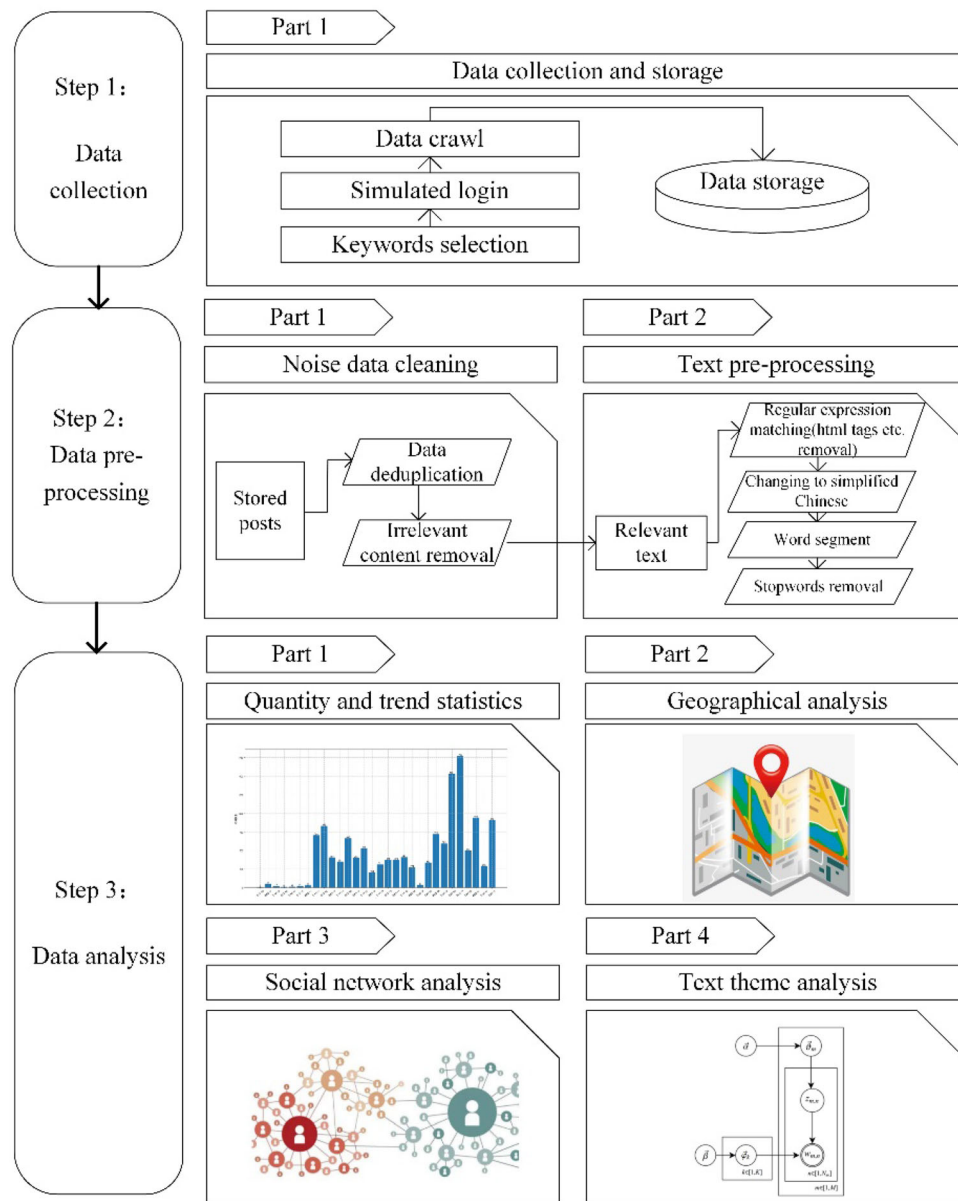 Step 1：
Data
collection
Part 1
Data collection and storage
Data crawl
Simulated login
Keywords selection
Data storage
Step 2：
Data pre-
processing
Part 1
Noise data cleaning
Stored
posts
Data
deduplication
Irrelevant
content removal
Part 2
Text pre-processing
Relevant
text
Regular expression
matching(html tags etc.
removal)
Changing to simplified
Chinese
Word segment
Stopwords removal
Step 3：
Data analysis
Part 1
Quantity and trend statistics
Part 2
Geographical analysis
Part 3
Social network analysis
Part 4
Text theme analysis